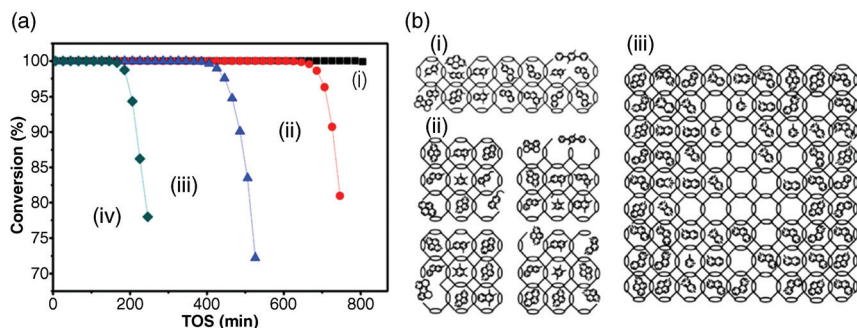 (a)
100
95
90
85
80
75
70
Conversion (%)
(i)
(ii)
(iii)
(iv)
0
200
400
600
800
TOS (min)
(b)
(i)
(ii)
(iii)